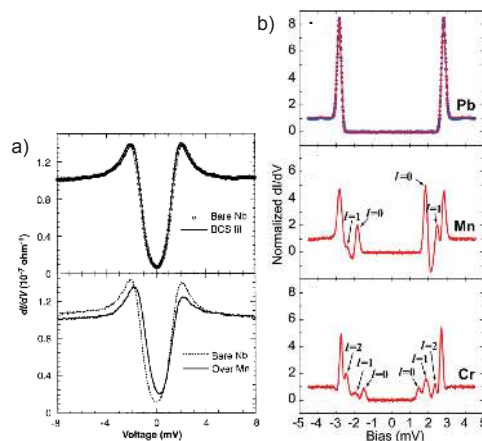 a)
dI/dV (10⁻⁷ ohm⁻¹)
1.2
0.8
0.4
0
Bare Nb
BCS fit
1.2
0.8
0.4
0
Bare Nb
Over Mn
-8 -4 0 4 8
Voltage (mV)
b)
Normalized dI/dV
8
6
4
2
0
Pb
8
6
4
2
0
l=0
l=1
l=1
l=0
Mn
8
6
4
2
0
l=2
l=1
l=0
l=0
l=1
l=2
Cr
-5 -4 -3 -2 -1 0 1 2 3 4 5
Bias (mV)